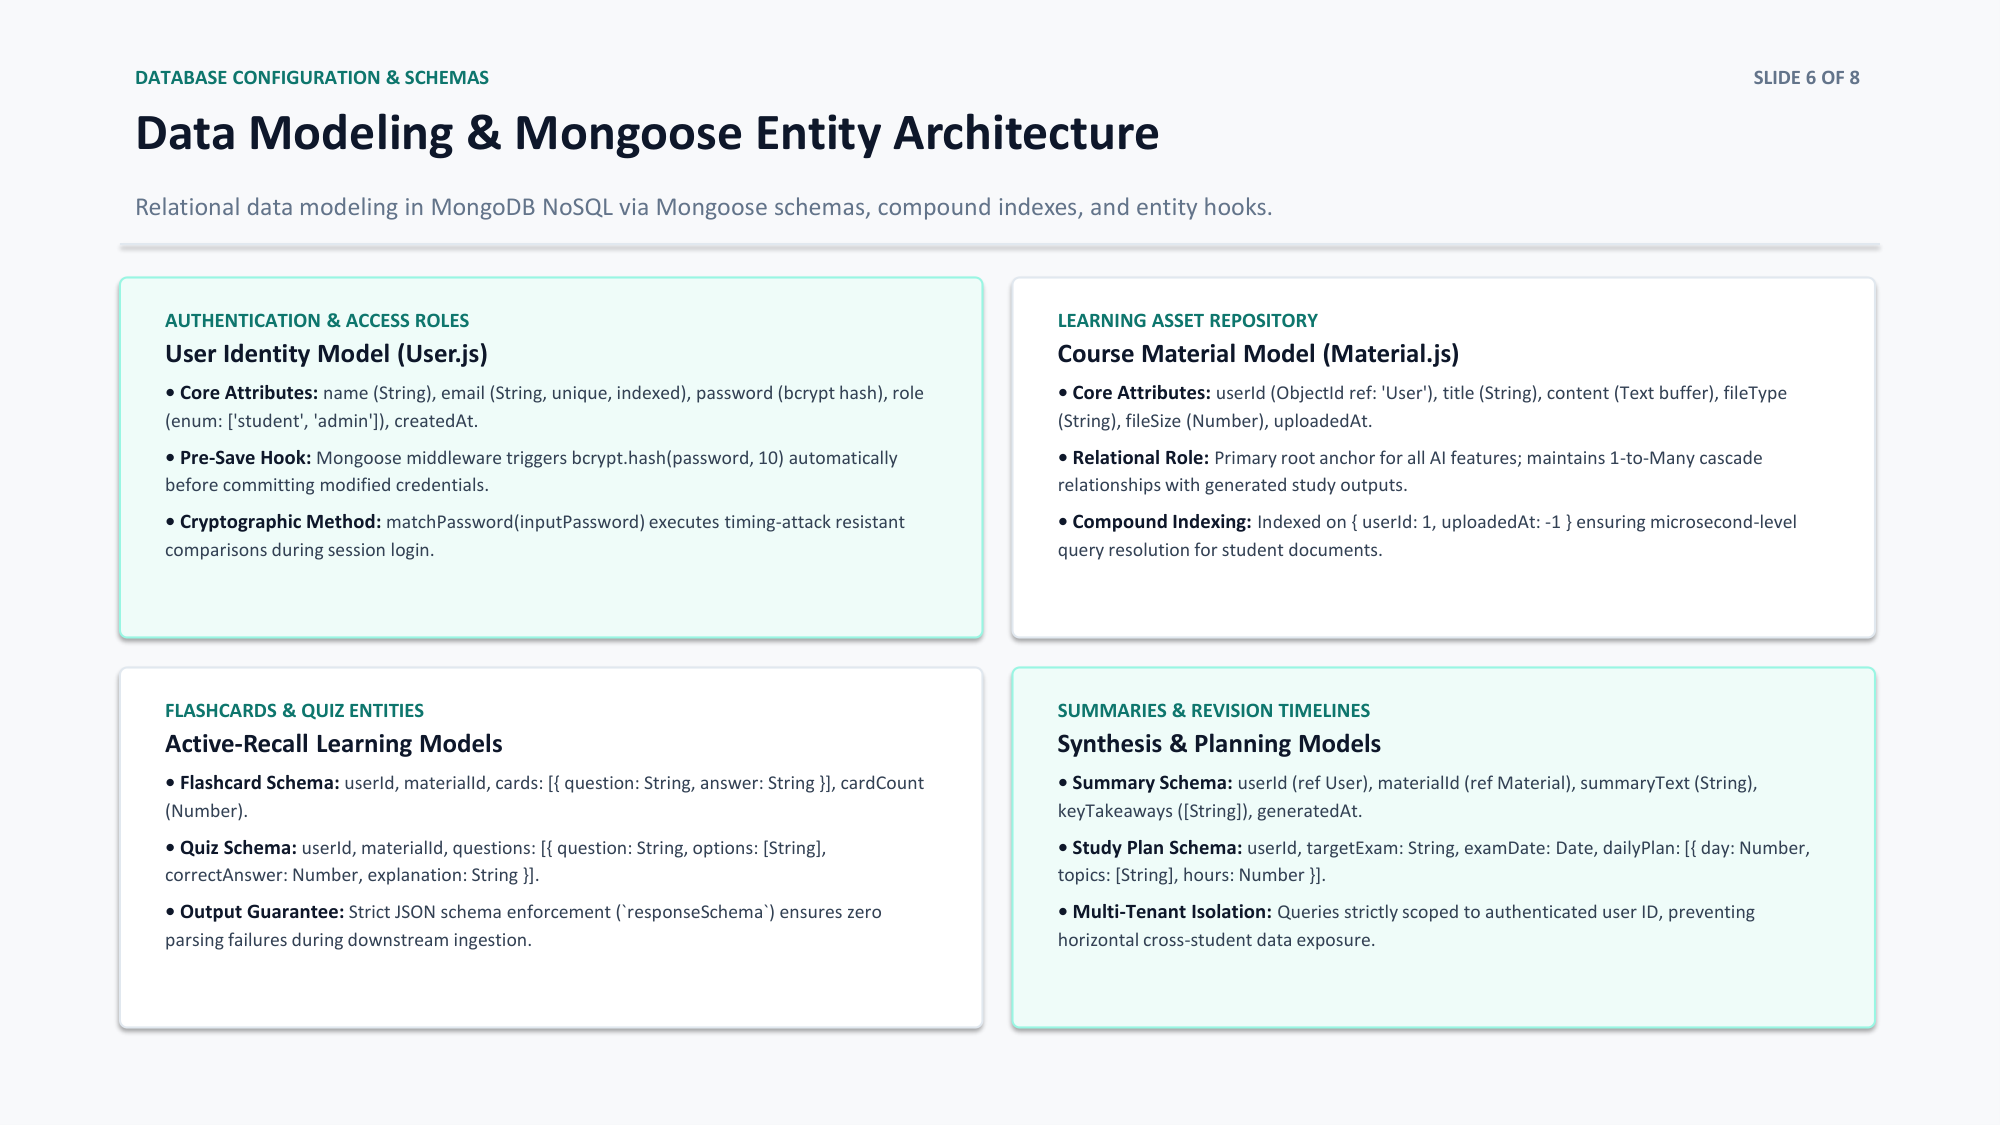 DATABASE CONFIGURATION & SCHEMAS
SLIDE 6 OF 8
Data Modeling & Mongoose Entity Architecture
Relational data modeling in MongoDB NoSQL via Mongoose schemas, compound indexes, and entity hooks.
AUTHENTICATION & ACCESS ROLES
User Identity Model (User.js)
• Core Attributes: name (String), email (String, unique, indexed), password (bcrypt hash), role
(enum: ['student', 'admin']), createdAt.
• Pre-Save Hook: Mongoose middleware triggers bcrypt.hash(password, 10) automatically
before committing modified credentials.
• Cryptographic Method: matchPassword(inputPassword) executes timing-attack resistant
comparisons during session login.
LEARNING ASSET REPOSITORY
Course Material Model (Material.js)
• Core Attributes: userId (ObjectId ref: 'User'), title (String), content (Text buffer), fileType
(String), fileSize (Number), uploadedAt.
• Relational Role: Primary root anchor for all AI features; maintains 1-to-Many cascade
relationships with generated study outputs.
• Compound Indexing: Indexed on { userId: 1, uploadedAt: -1 } ensuring microsecond-level
query resolution for student documents.
FLASHCARDS & QUIZ ENTITIES
Active-Recall Learning Models
• Flashcard Schema: userId, materialId, cards: [{ question: String, answer: String }], cardCount
(Number).
• Quiz Schema: userId, materialId, questions: [{ question: String, options: [String],
correctAnswer: Number, explanation: String }].
• Output Guarantee: Strict JSON schema enforcement (`responseSchema`) ensures zero
parsing failures during downstream ingestion.
SUMMARIES & REVISION TIMELINES
Synthesis & Planning Models
• Summary Schema: userId (ref User), materialId (ref Material), summaryText (String),
keyTakeaways ([String]), generatedAt.
• Study Plan Schema: userId, targetExam: String, examDate: Date, dailyPlan: [{ day: Number,
topics: [String], hours: Number }].
• Multi-Tenant Isolation: Queries strictly scoped to authenticated user ID, preventing
horizontal cross-student data exposure.